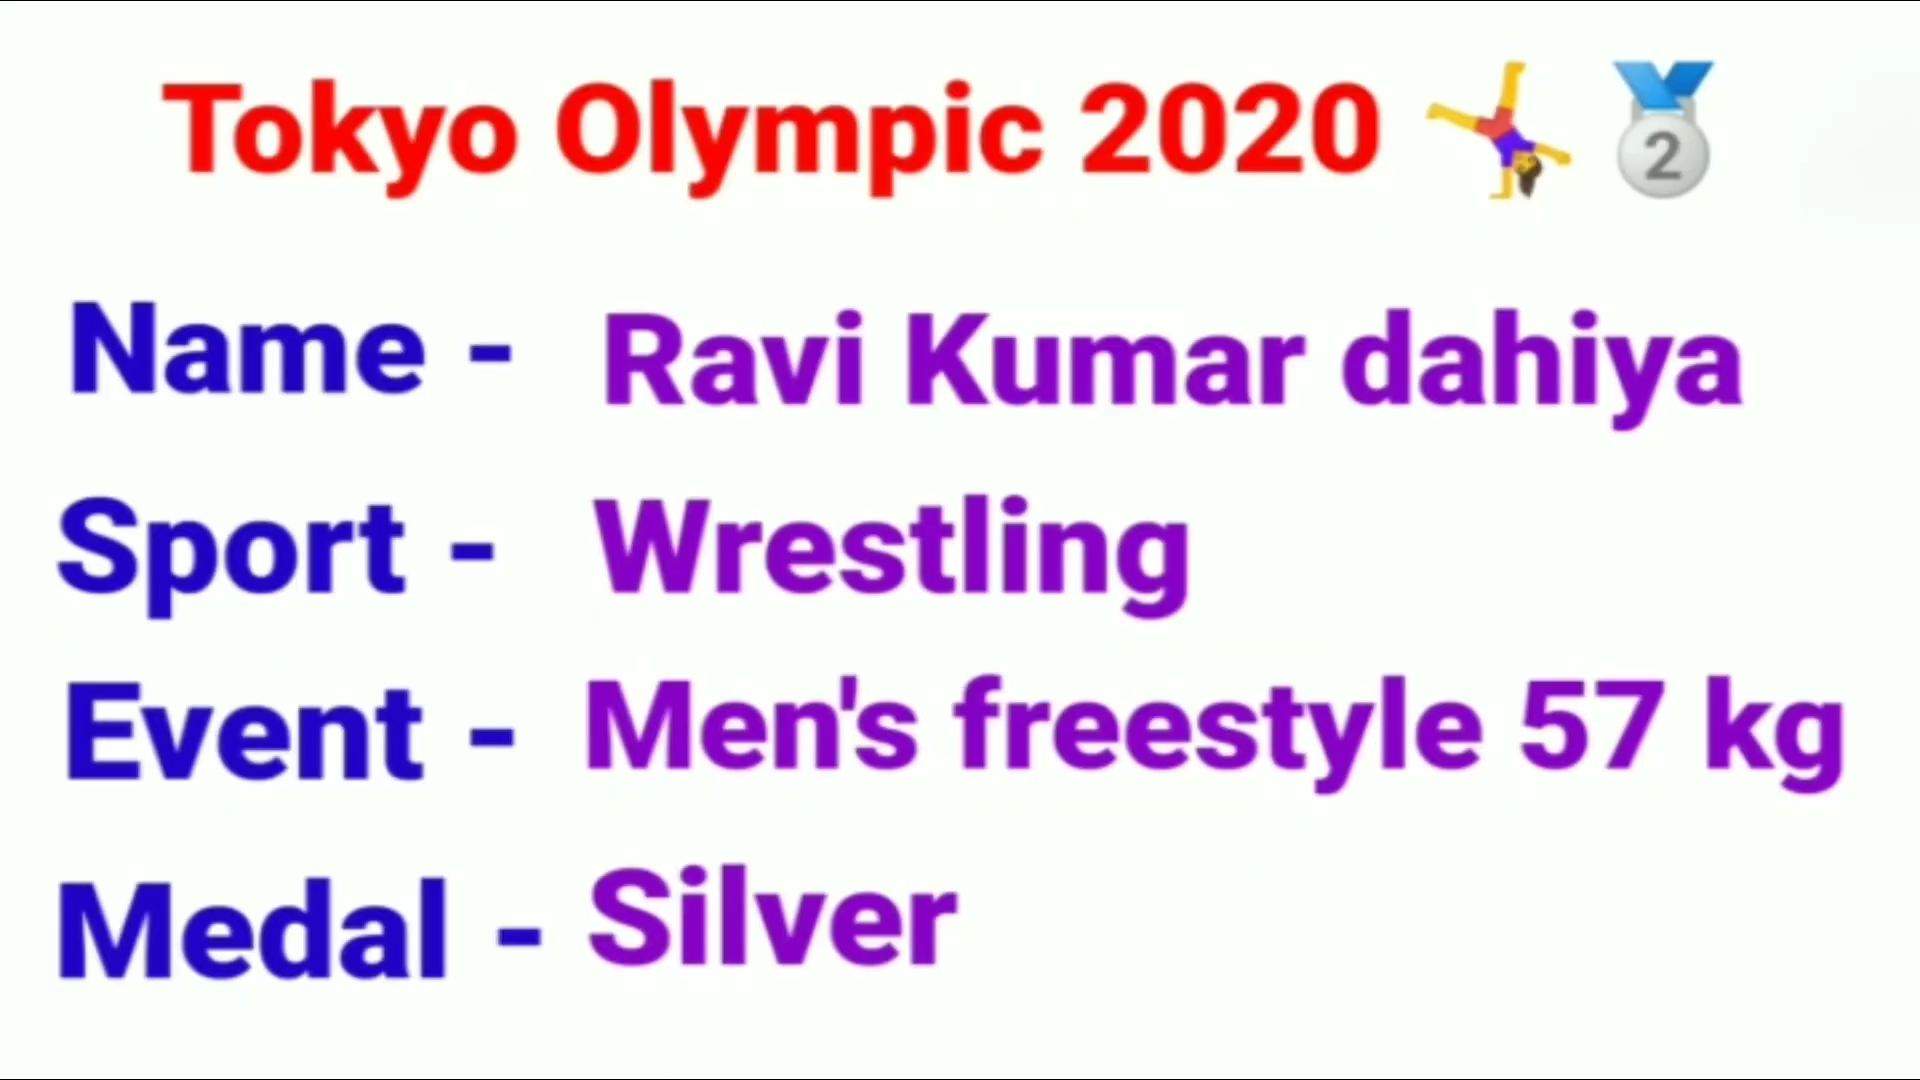 Tokyo Olympic 2020
Name - Ravi Kumar dahiya
Sport - Wrestling
Event - Men's freestyle 57 kg
Medal - Silver